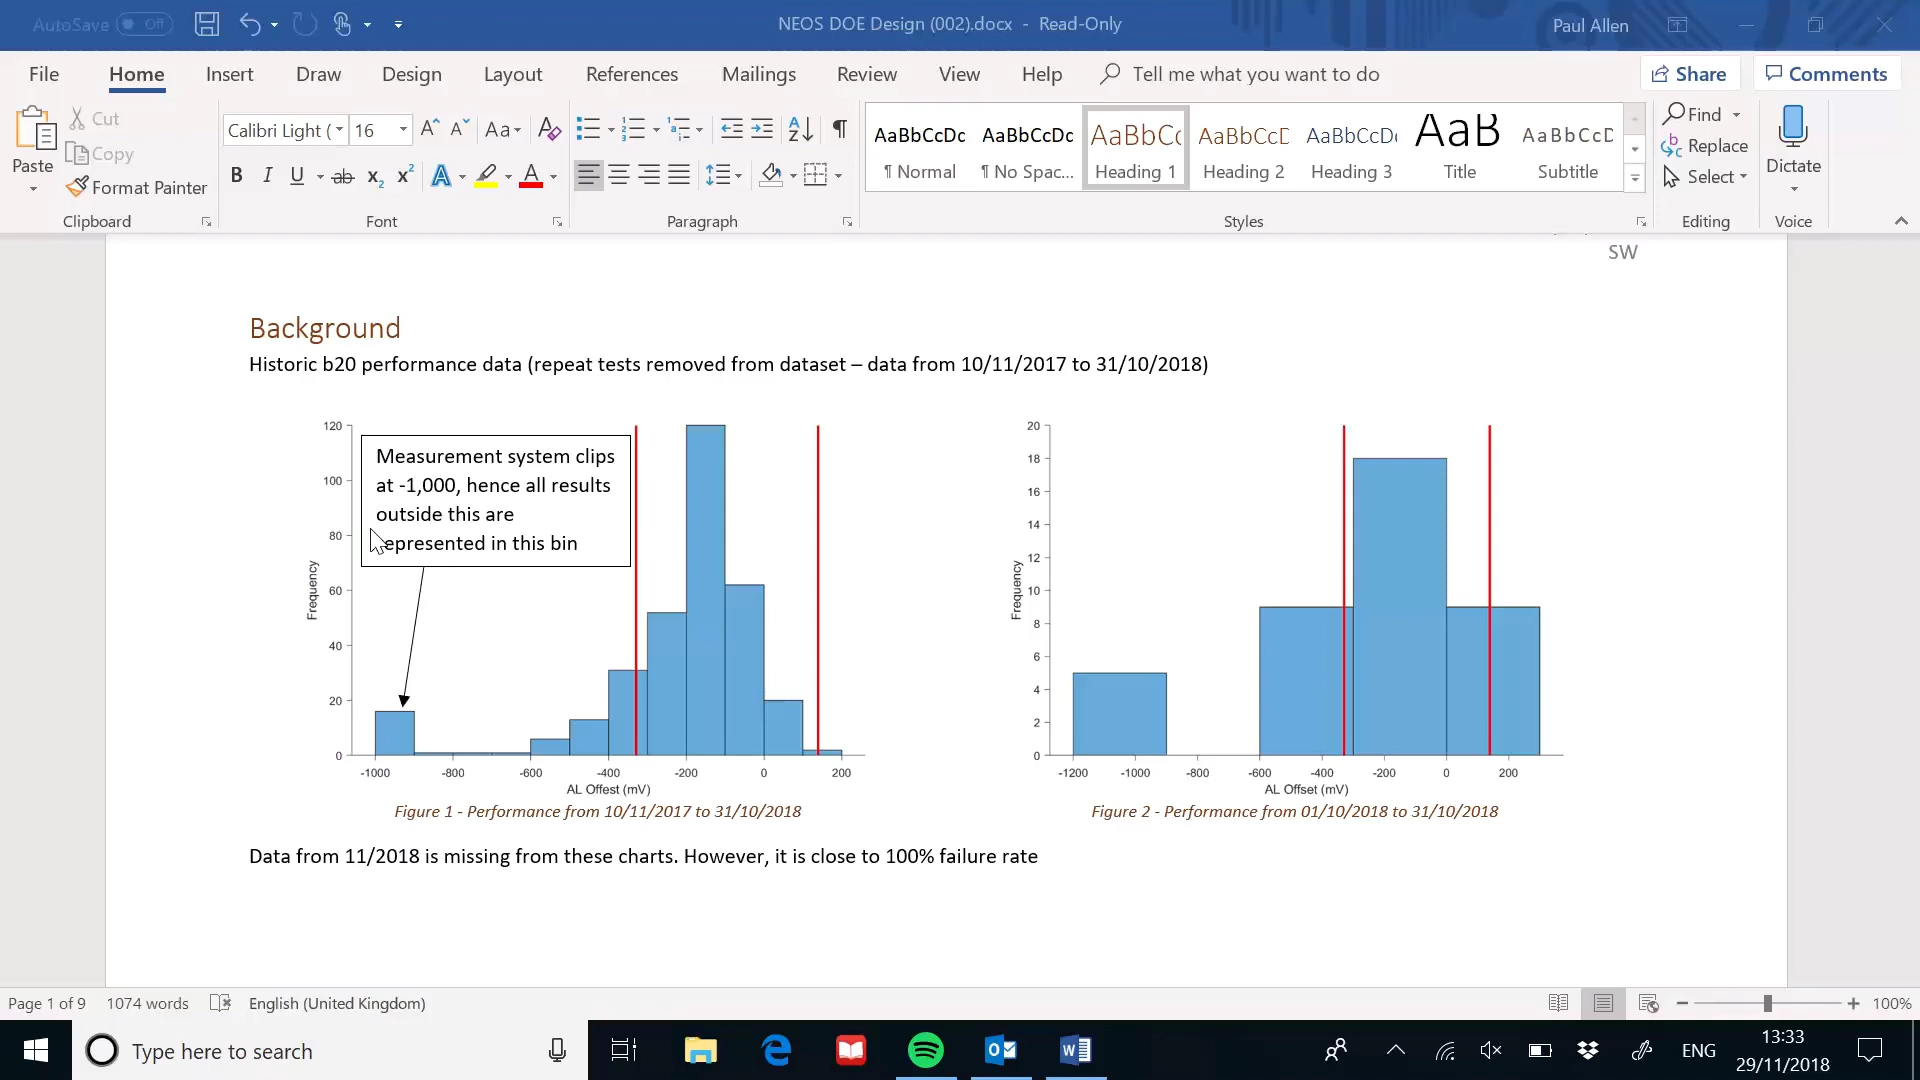 AutoSave Off
NEOS DOE Design (002).docx - Read-Only
Paul Allen
File Home Insert Draw Design Layout References Mailings Review View Help Tell me what you want to do
Share Comments
Paste
Cut
Copy
Format Painter
Clipboard
Calibri Light ( 16
Font
Paragraph
AaBbCcDc AaBbCcDc AaBbCc AaBbCcD AaBbCcDc AaB AaBbCcD
¶ Normal ¶ No Spac... Heading 1 Heading 2 Heading 3 Title Subtitle
Styles
Find
Replace
Select
Editing
Dictate
Voice
SW
Background
Historic b20 performance data (repeat tests removed from dataset – data from 10/11/2017 to 31/10/2018)
Measurement system clips
at -1,000, hence all results
outside this are
represented in this bin
120
100
80
60
40
20
0
Frequency
-1000 -800 -600 -400 -200 0 200
AL Offest (mV)
Figure 1 - Performance from 10/11/2017 to 31/10/2018
20
18
16
14
12
10
8
6
4
2
0
Frequency
-1200 -1000 -800 -600 -400 -200 0 200
AL Offset (mV)
Figure 2 - Performance from 01/10/2018 to 31/10/2018
Data from 11/2018 is missing from these charts. However, it is close to 100% failure rate
Page 1 of 9 1074 words English (United Kingdom) 100%
Type here to search
ENG
13:33
29/11/2018